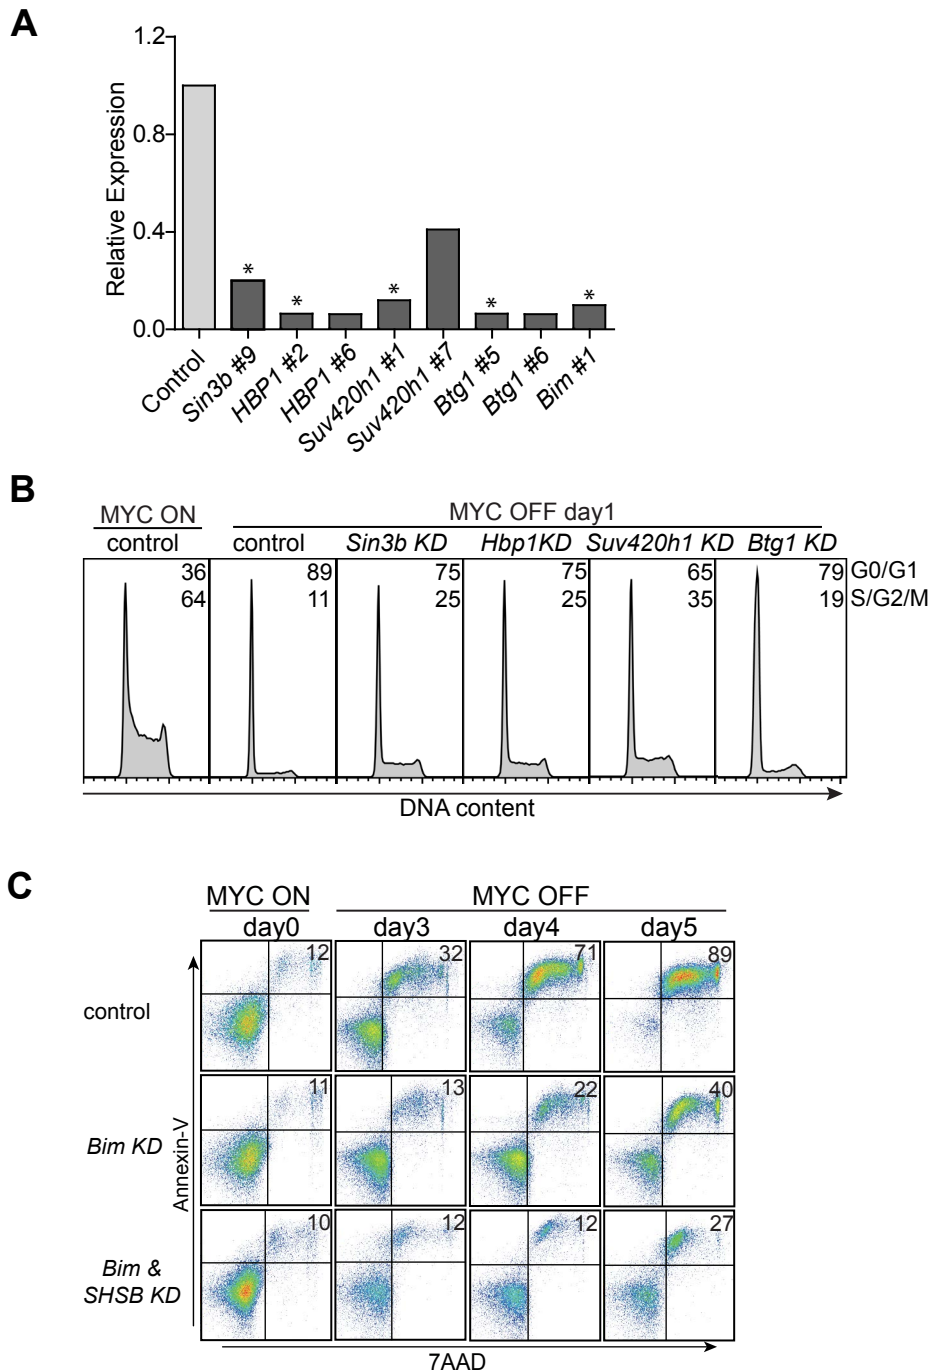 A
1.2
0.8
0.4
0.0
Relative Expression
* * * * *
Control
Sin3b #9
HBP1 #2
HBP1 #6
Suv420h1 #1
Suv420h1 #7
Btg1 #5
Btg1 #6
Bim #1
B
MYC ON MYC OFF day1
control control Sin3b KD Hbp1KD Suv420h1 KD Btg1 KD
36 89 75 75 65 79 G0/G1
64 11 25 25 35 19 S/G2/M
DNA content
C
MYC ON MYC OFF
day0 day3 day4 day5
control
12 32 71 89
Bim KD
11 13 22 40
Bim &
SHSB KD
10 12 12 27
Annexin-V
7AAD